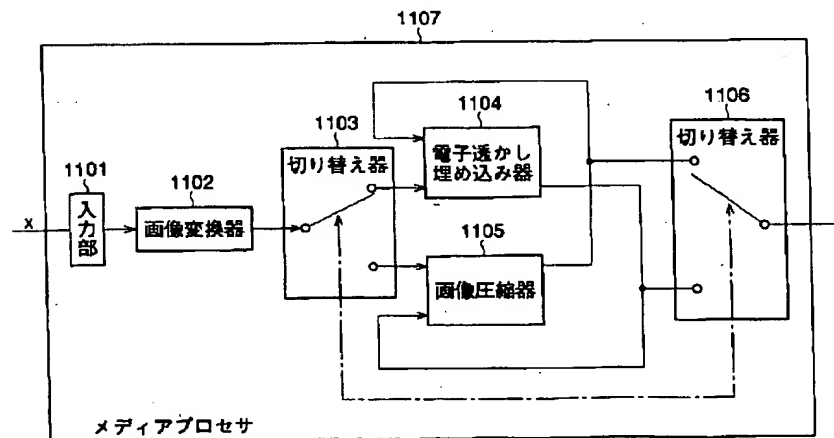 1107
1103
切り替え器
1104
電子透かし
埋め込み器
1106
切り替え器
1101
入力部
1102
画像変換器
1105
画像圧縮器
X
メディアプロセサ